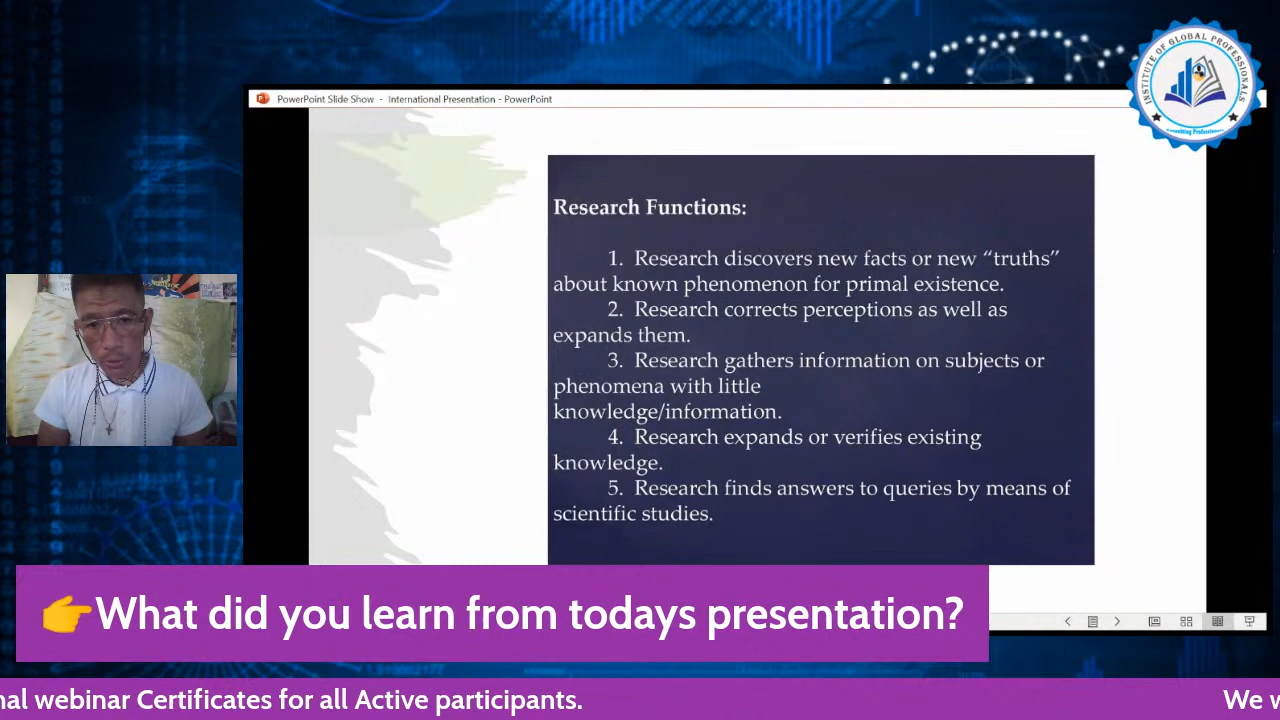 PowerPoint Slide Show - International Presentation - PowerPoint
INSTITUTE OF GLOBAL PROFESSIONALS
Consulting Professionals
Research Functions:
1. Research discovers new facts or new “truths”
about known phenomenon for primal existence.
2. Research corrects perceptions as well as
expands them.
3. Research gathers information on subjects or
phenomena with little
knowledge/information.
4. Research expands or verifies existing
knowledge.
5. Research finds answers to queries by means of
scientific studies.
👉What did you learn from todays presentation?
nal webinar Certificates for all Active participants. We w